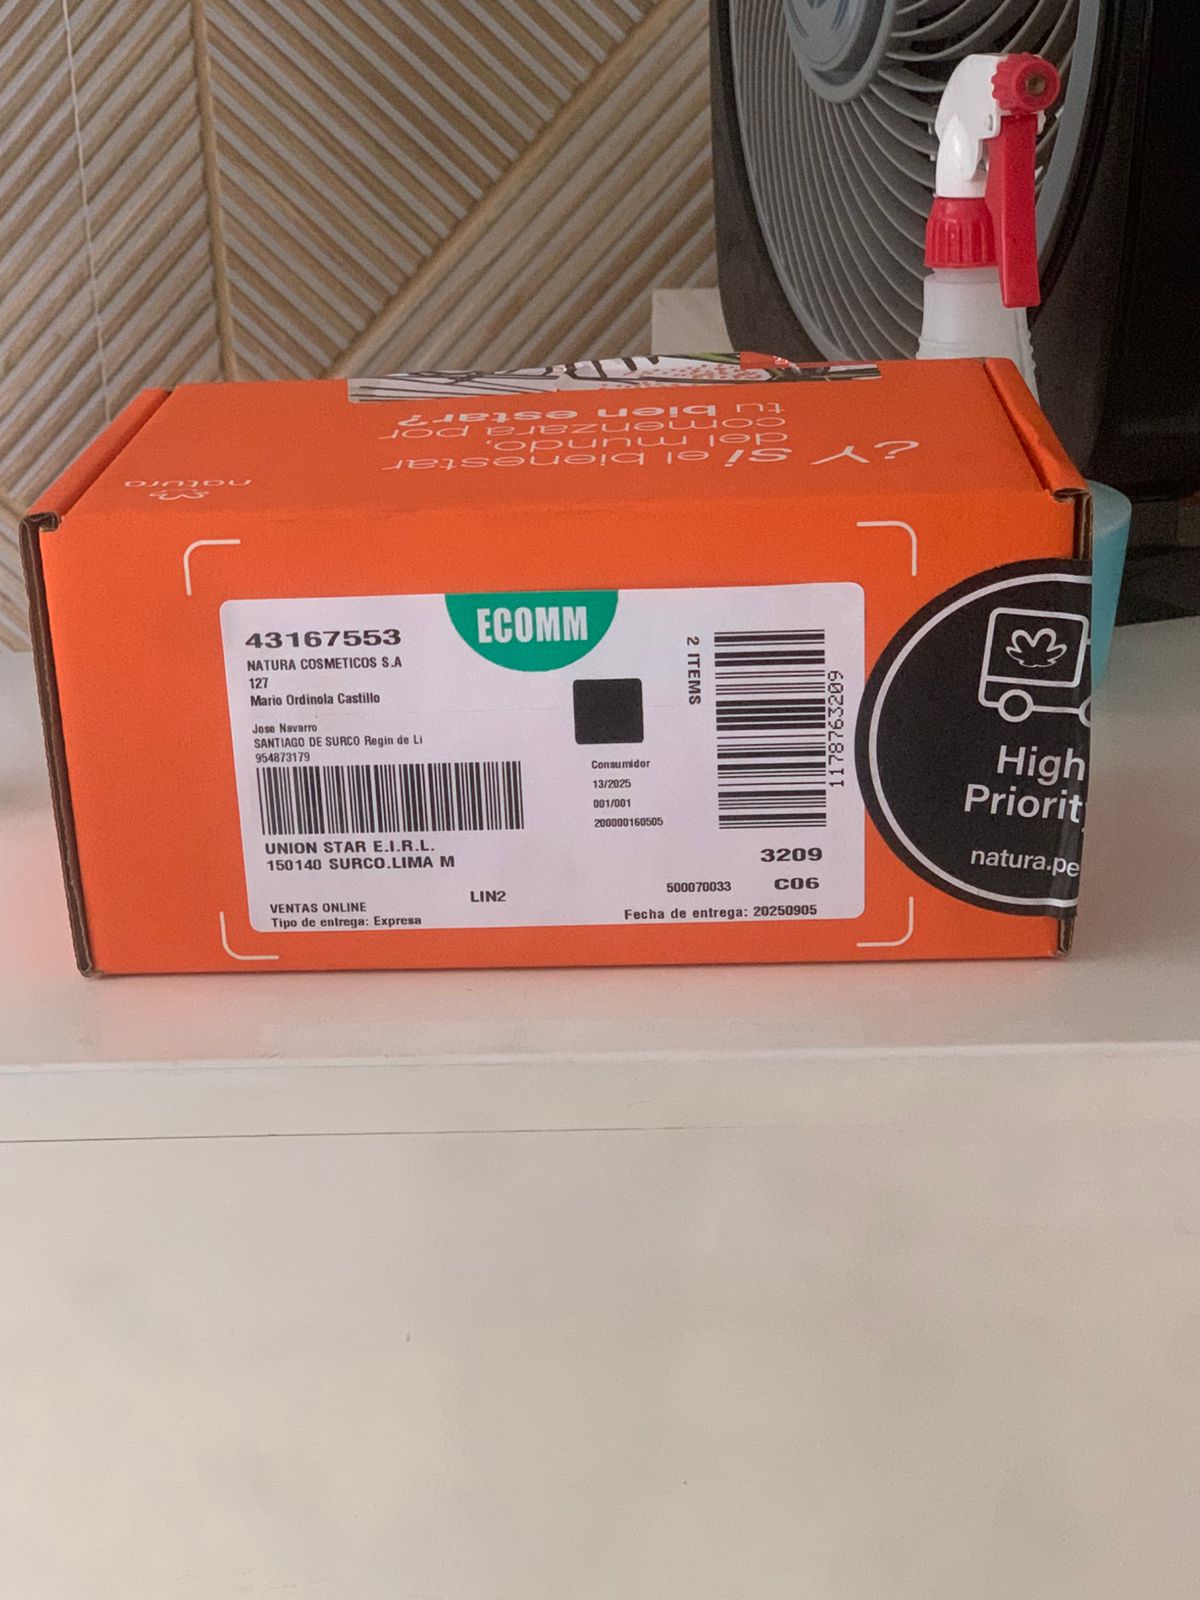 ¿Y Sí el bienestar
del mundo,
comenzara por
tú bien estar?
natura
ECOMM
43167553
NATURA COSMETICOS S.A
127
Mario Ordinola Castillo
Jose Navarro
SANTIAGO DE SURCO Regin de Li
954873179
UNION STAR E.I.R.L.
150140 SURCO.LIMA M
LIN2
VENTAS ONLINE
Tipo de entrega: Expresa
Consumidor
13/2025
001/001
200000160505
2 ITEMS
1178763209
3209
500070033 C06
Fecha de entrega: 20250905
High
Priorit
natura.pe